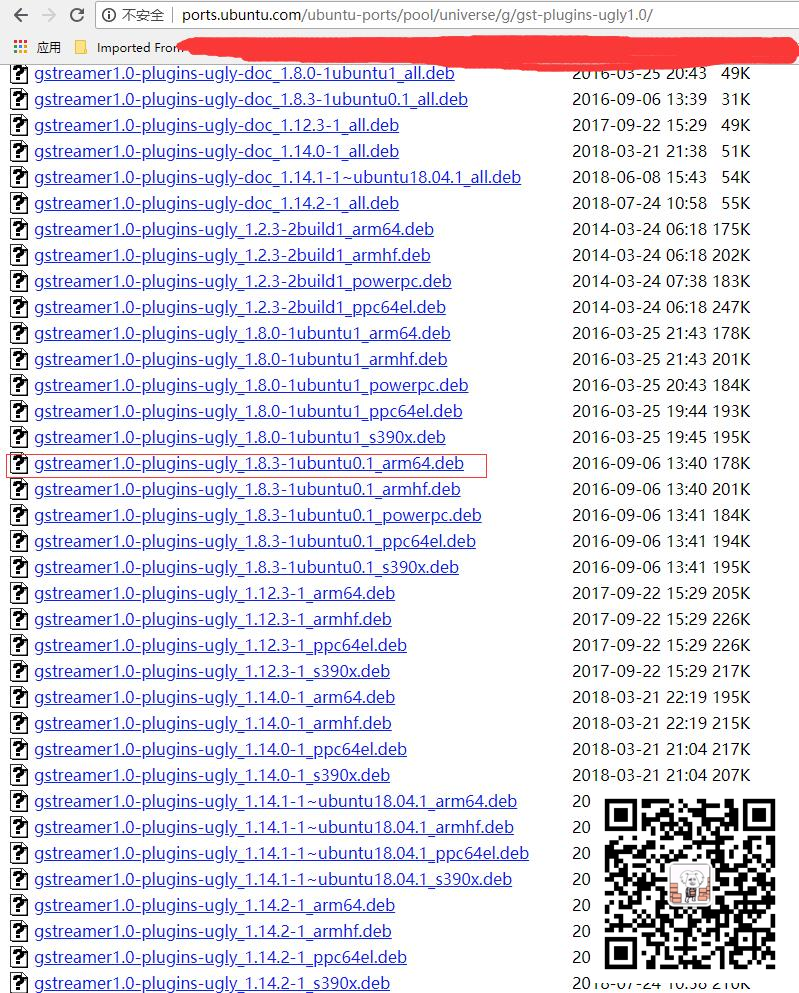 不安全 ports.ubuntu.com/ubuntu-ports/pool/universe/g/gst-plugins-ugly1.0/
应用 Imported From
gstreamer1.0-plugins-ugly-doc_1.8.0-1ubuntu1_all.deb 2016-03-25 20:43 49K
gstreamer1.0-plugins-ugly-doc_1.8.3-1ubuntu0.1_all.deb 2016-09-06 13:39 31K
gstreamer1.0-plugins-ugly-doc_1.12.3-1_all.deb 2017-09-22 15:29 49K
gstreamer1.0-plugins-ugly-doc_1.14.0-1_all.deb 2018-03-21 21:38 51K
gstreamer1.0-plugins-ugly-doc_1.14.1-1~ubuntu18.04.1_all.deb 2018-06-08 15:43 54K
gstreamer1.0-plugins-ugly-doc_1.14.2-1_all.deb 2018-07-24 10:58 55K
gstreamer1.0-plugins-ugly_1.2.3-2build1_arm64.deb 2014-03-24 06:18 175K
gstreamer1.0-plugins-ugly_1.2.3-2build1_armhf.deb 2014-03-24 06:18 202K
gstreamer1.0-plugins-ugly_1.2.3-2build1_powerpc.deb 2014-03-24 07:38 183K
gstreamer1.0-plugins-ugly_1.2.3-2build1_ppc64el.deb 2014-03-24 06:18 247K
gstreamer1.0-plugins-ugly_1.8.0-1ubuntu1_arm64.deb 2016-03-25 21:43 178K
gstreamer1.0-plugins-ugly_1.8.0-1ubuntu1_armhf.deb 2016-03-25 21:43 201K
gstreamer1.0-plugins-ugly_1.8.0-1ubuntu1_powerpc.deb 2016-03-25 20:43 184K
gstreamer1.0-plugins-ugly_1.8.0-1ubuntu1_ppc64el.deb 2016-03-25 19:44 193K
gstreamer1.0-plugins-ugly_1.8.0-1ubuntu1_s390x.deb 2016-03-25 19:45 195K
gstreamer1.0-plugins-ugly_1.8.3-1ubuntu0.1_arm64.deb 2016-09-06 13:40 178K
gstreamer1.0-plugins-ugly_1.8.3-1ubuntu0.1_armhf.deb 2016-09-06 13:40 201K
gstreamer1.0-plugins-ugly_1.8.3-1ubuntu0.1_powerpc.deb 2016-09-06 13:41 184K
gstreamer1.0-plugins-ugly_1.8.3-1ubuntu0.1_ppc64el.deb 2016-09-06 13:41 194K
gstreamer1.0-plugins-ugly_1.8.3-1ubuntu0.1_s390x.deb 2016-09-06 13:41 195K
gstreamer1.0-plugins-ugly_1.12.3-1_arm64.deb 2017-09-22 15:29 205K
gstreamer1.0-plugins-ugly_1.12.3-1_armhf.deb 2017-09-22 15:29 226K
gstreamer1.0-plugins-ugly_1.12.3-1_ppc64el.deb 2017-09-22 15:29 226K
gstreamer1.0-plugins-ugly_1.12.3-1_s390x.deb 2017-09-22 15:29 217K
gstreamer1.0-plugins-ugly_1.14.0-1_arm64.deb 2018-03-21 22:19 195K
gstreamer1.0-plugins-ugly_1.14.0-1_armhf.deb 2018-03-21 22:19 215K
gstreamer1.0-plugins-ugly_1.14.0-1_ppc64el.deb 2018-03-21 21:04 217K
gstreamer1.0-plugins-ugly_1.14.0-1_s390x.deb 2018-03-21 21:04 207K
gstreamer1.0-plugins-ugly_1.14.1-1~ubuntu18.04.1_arm64.deb 20
gstreamer1.0-plugins-ugly_1.14.1-1~ubuntu18.04.1_armhf.deb 20
gstreamer1.0-plugins-ugly_1.14.1-1~ubuntu18.04.1_ppc64el.deb 20
gstreamer1.0-plugins-ugly_1.14.1-1~ubuntu18.04.1_s390x.deb 20
gstreamer1.0-plugins-ugly_1.14.2-1_arm64.deb 20
gstreamer1.0-plugins-ugly_1.14.2-1_armhf.deb 20
gstreamer1.0-plugins-ugly_1.14.2-1_ppc64el.deb 20
gstreamer1.0-plugins-ugly_1.14.2-1_s390x.deb 2018-07-24 10:58 210K